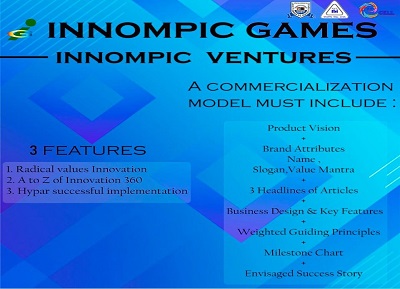 INNOMPIC GAMES
INNOMPIC VENTURES
A COMMERCIALIZATION
MODEL MUST INCLUDE :
3 FEATURES
1. Radical values Innovation
2. A to Z of Innovation 360
3. Hypar successful implementation
Product Vision
+
Brand Attributes
Name ,
Slogan,Value Mantra
+
3 Headlines of Articles
+
Business Design & Key Features
+
Weighted Guiding Principles
+
Milestone Chart
+
Envisaged Success Story